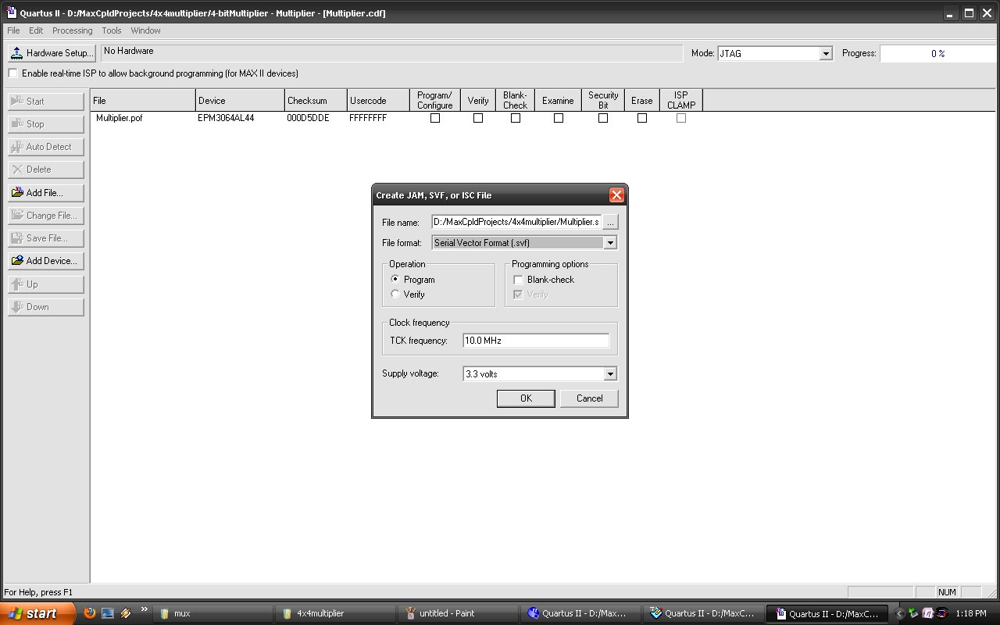 Quartus II - D:/MaxCpldProjects/4x4multiplier/4-bitMultiplier - Multiplier - [Multiplier.cdf]
File Edit Processing Tools Window
Hardware Setup... No Hardware Mode: JTAG Progress: 0 %
Enable real-time ISP to allow background programming (for MAX II devices)
Start
Stop
Auto Detect
Delete
Add File...
Change File...
Save File...
Add Device...
Up
Down
File Device Checksum Usercode Program/ Configure Verify Blank- Check Examine Security Bit Erase ISP CLAMP
Multiplier.pof EPM3064AL44 000D5DDE FFFFFFFF
Create JAM, SVF, or ISC File
File name: D:/MaxCpldProjects/4x4multiplier/Multiplier.s ...
File format: Serial Vector Format (.svf)
Operation
Program
Verify
Programming options
Blank-check
Verify
Clock frequency
TCK frequency: 10.0 MHz
Supply voltage: 3.3 volts
OK Cancel
For Help, press F1 NUM
start mux 4x4multiplier untitled - Paint Quartus II - D:/Max... Quartus II - D:/MaxC... Quartus II - D:/MaxC... 1:18 PM